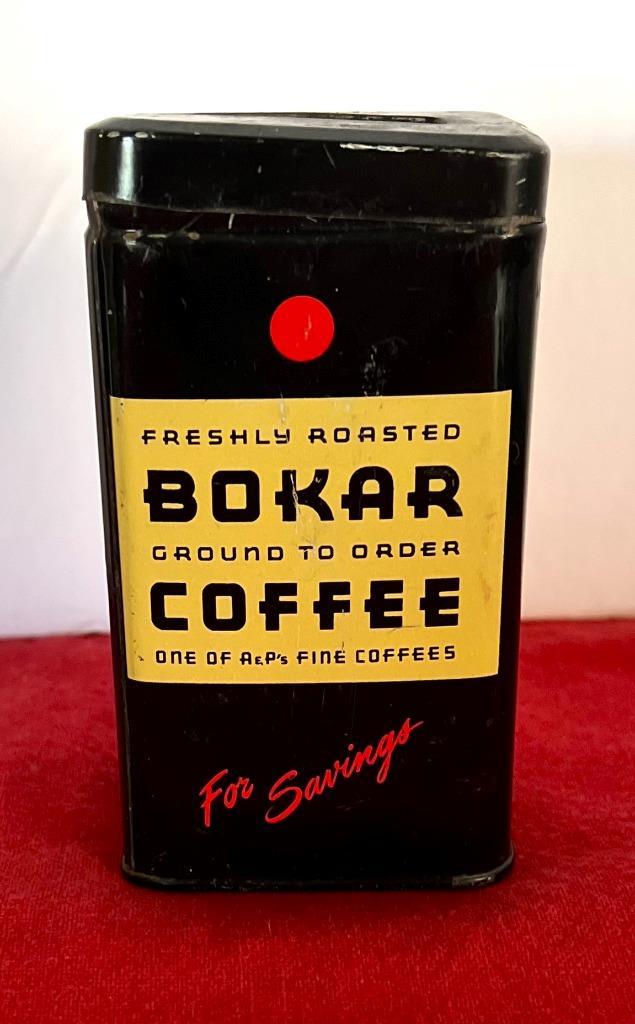 FRESHLY ROASTED
BOKAR
GROUND TO ORDER
COFFEE
ONE OF A&P's FINE COFFEES
For Savings